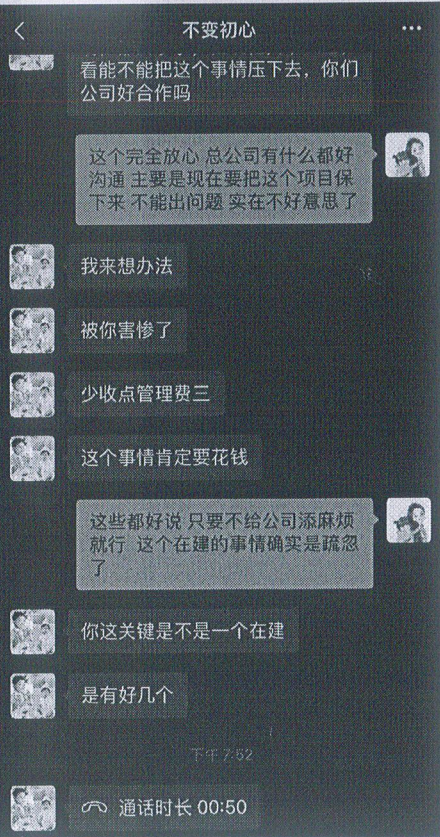 不变初心
看能不能把这个事情压下去，你们
公司好合作吗
这个完全放心 总公司有什么都好
沟通 主要是现在要把这个项目保
下来 不能出问题 实在不好意思了
我来想办法
被你害惨了
少收点管理费三
这个事情肯定要花钱
这些都好说 只要不给公司添麻烦
就行 这个在建的事情确实是疏忽
了
你这关键是不是一个在建
是有好几个
下午 7:52
通话时长 00:50